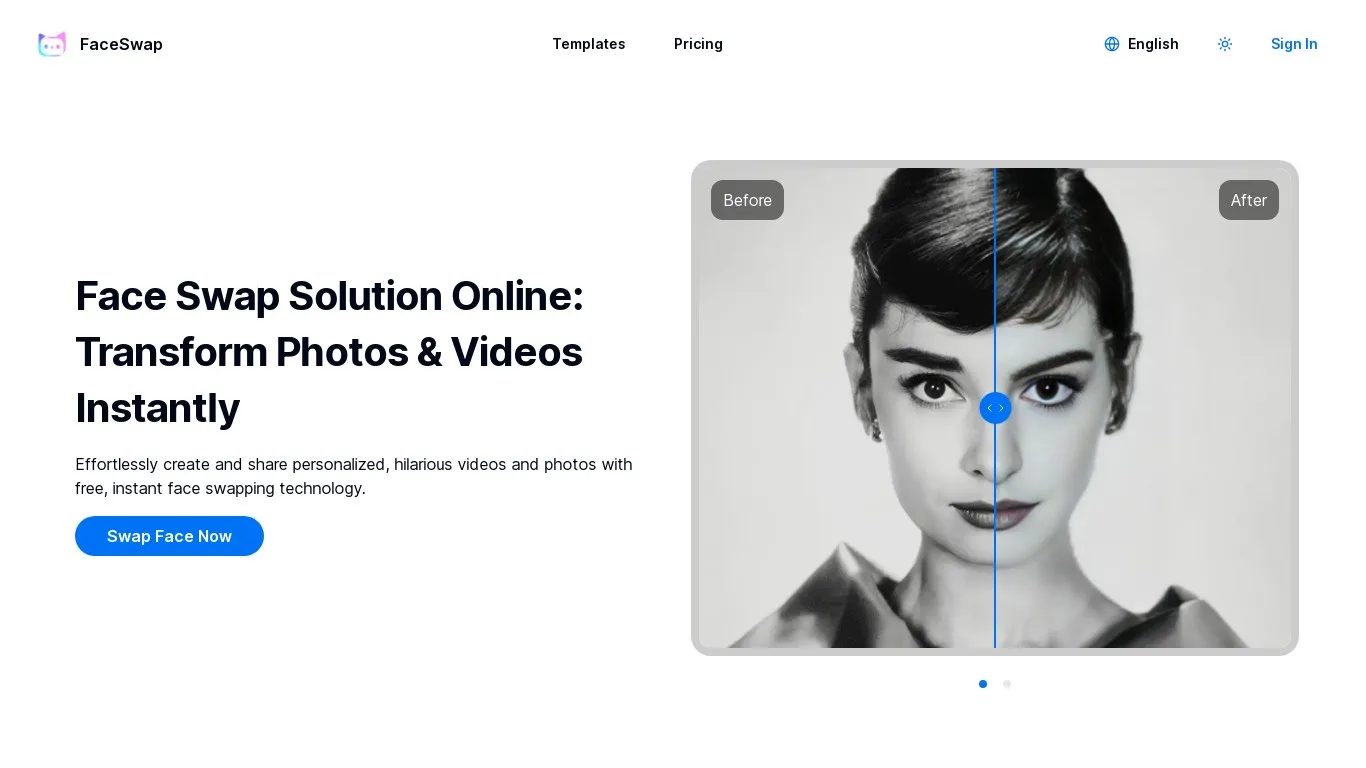 FaceSwap
Templates
Pricing
English
Sign In
Face Swap Solution Online:
Transform Photos & Videos
Instantly
Effortlessly create and share personalized, hilarious videos and photos with
free, instant face swapping technology.
Swap Face Now
Before
After